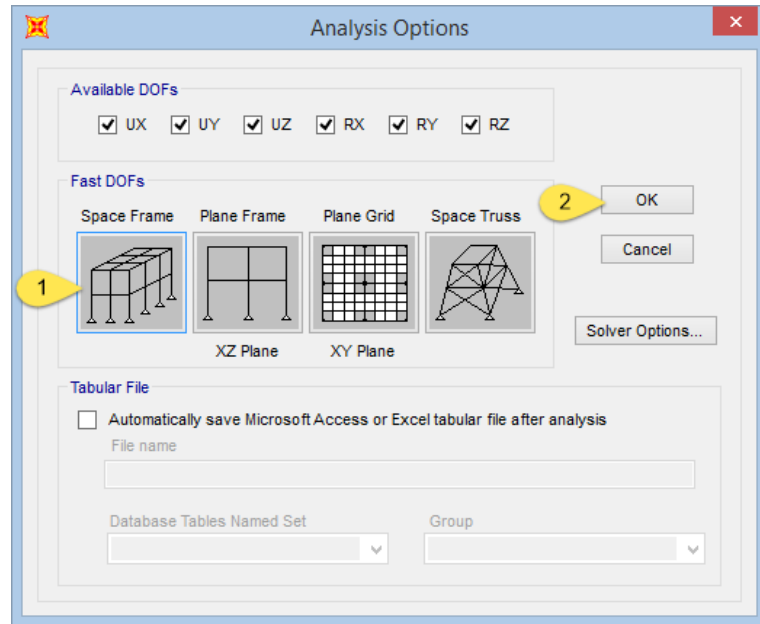 Analysis Options
Available DOFs
UX UY UZ RX RY RZ
Fast DOFs
Space Frame Plane Frame Plane Grid Space Truss
XZ Plane XY Plane
1
2
OK
Cancel
Solver Options...
Tabular File
Automatically save Microsoft Access or Excel tabular file after analysis
File name
Database Tables Named Set Group